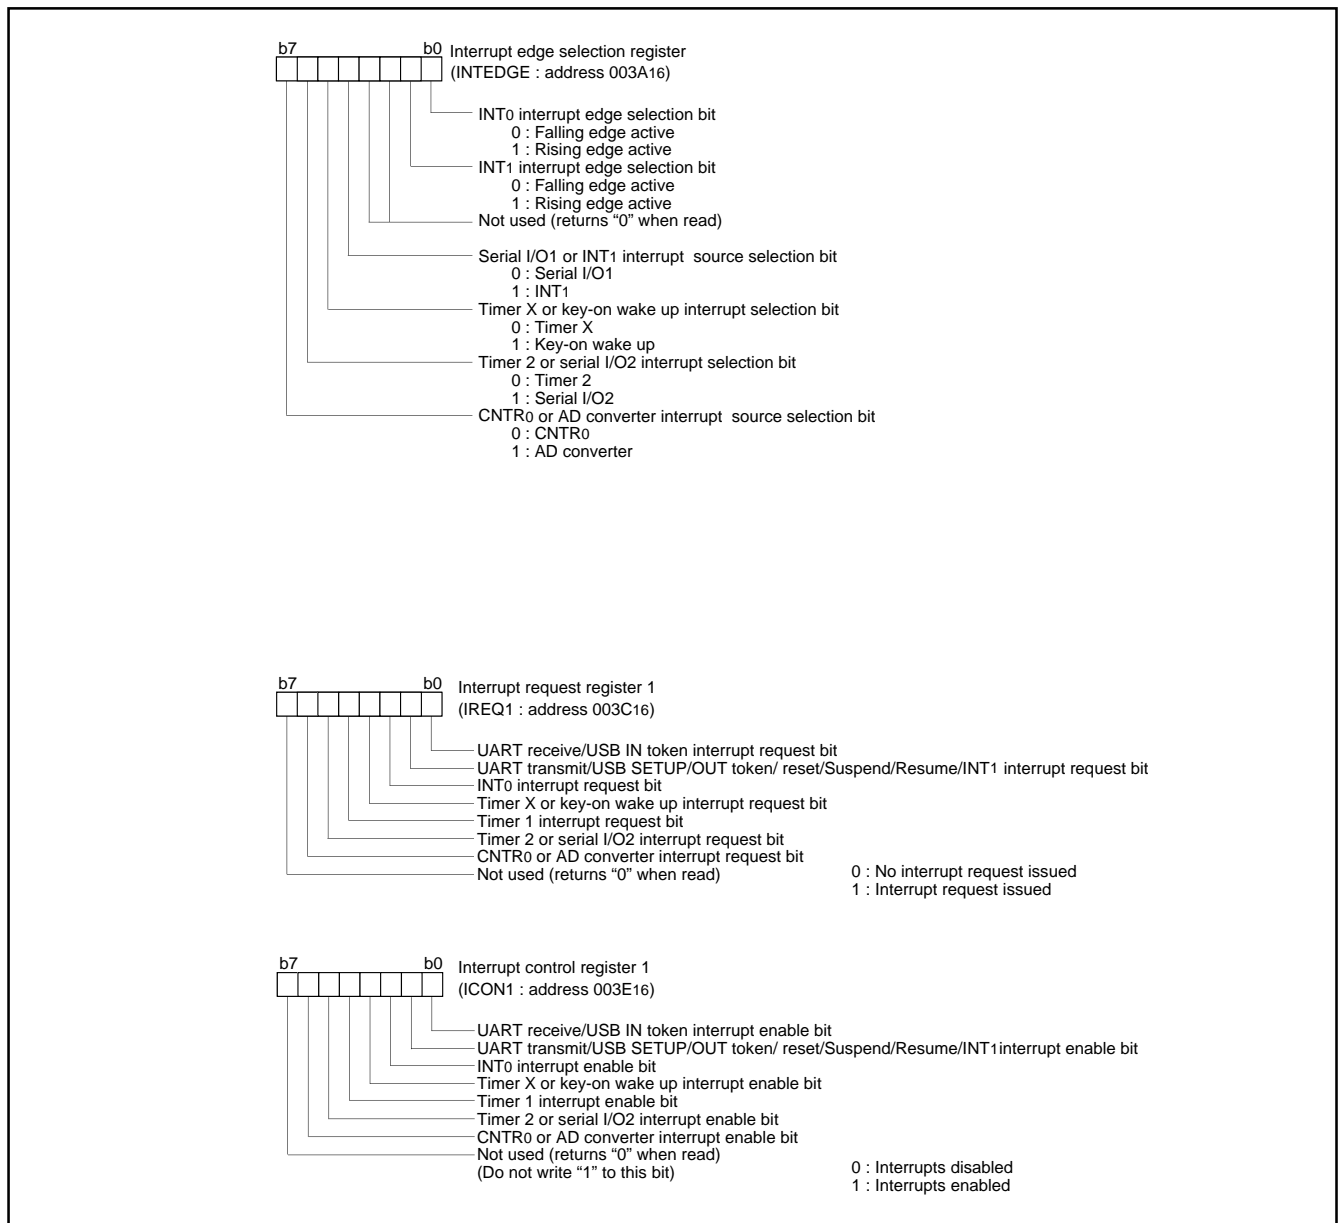 b7 b0 Interrupt edge selection register
(INTEDGE : address 003A16)
INT0 interrupt edge selection bit
0 : Falling edge active
1 : Rising edge active
INT1 interrupt edge selection bit
0 : Falling edge active
1 : Rising edge active
Not used (returns “0” when read)
Serial I/O1 or INT1 interrupt source selection bit
0 : Serial I/O1
1 : INT1
Timer X or key-on wake up interrupt selection bit
0 : Timer X
1 : Key-on wake up
Timer 2 or serial I/O2 interrupt selection bit
0 : Timer 2
1 : Serial I/O2
CNTR0 or AD converter interrupt source selection bit
0 : CNTR0
1 : AD converter
b7 b0 Interrupt request register 1
(IREQ1 : address 003C16)
UART receive/USB IN token interrupt request bit
UART transmit/USB SETUP/OUT token/ reset/Suspend/Resume/INT1 interrupt request bit
INT0 interrupt request bit
Timer X or key-on wake up interrupt request bit
Timer 1 interrupt request bit
Timer 2 or serial I/O2 interrupt request bit
CNTR0 or AD converter interrupt request bit
Not used (returns “0” when read)
0 : No interrupt request issued
1 : Interrupt request issued
b7 b0 Interrupt control register 1
(ICON1 : address 003E16)
UART receive/USB IN token interrupt enable bit
UART transmit/USB SETUP/OUT token/ reset/Suspend/Resume/INT1interrupt enable bit
INT0 interrupt enable bit
Timer X or key-on wake up interrupt enable bit
Timer 1 interrupt enable bit
Timer 2 or serial I/O2 interrupt enable bit
CNTR0 or AD converter interrupt enable bit
Not used (returns “0” when read)
(Do not write “1” to this bit)
0 : Interrupts disabled
1 : Interrupts enabled